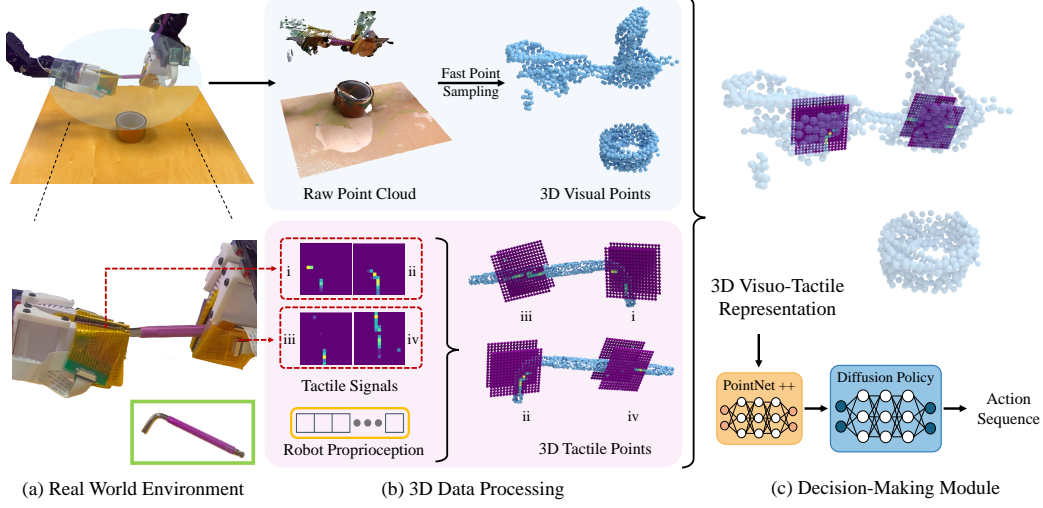 Fast Point
Sampling
Raw Point Cloud
3D Visual Points
i
ii
iii
iv
Tactile Signals
Robot Proprioception
iii
i
ii
iv
3D Tactile Points
3D Visuo-Tactile
Representation
PointNet ++
Diffusion Policy
Action
Sequence
(a) Real World Environment
(b) 3D Data Processing
(c) Decision-Making Module